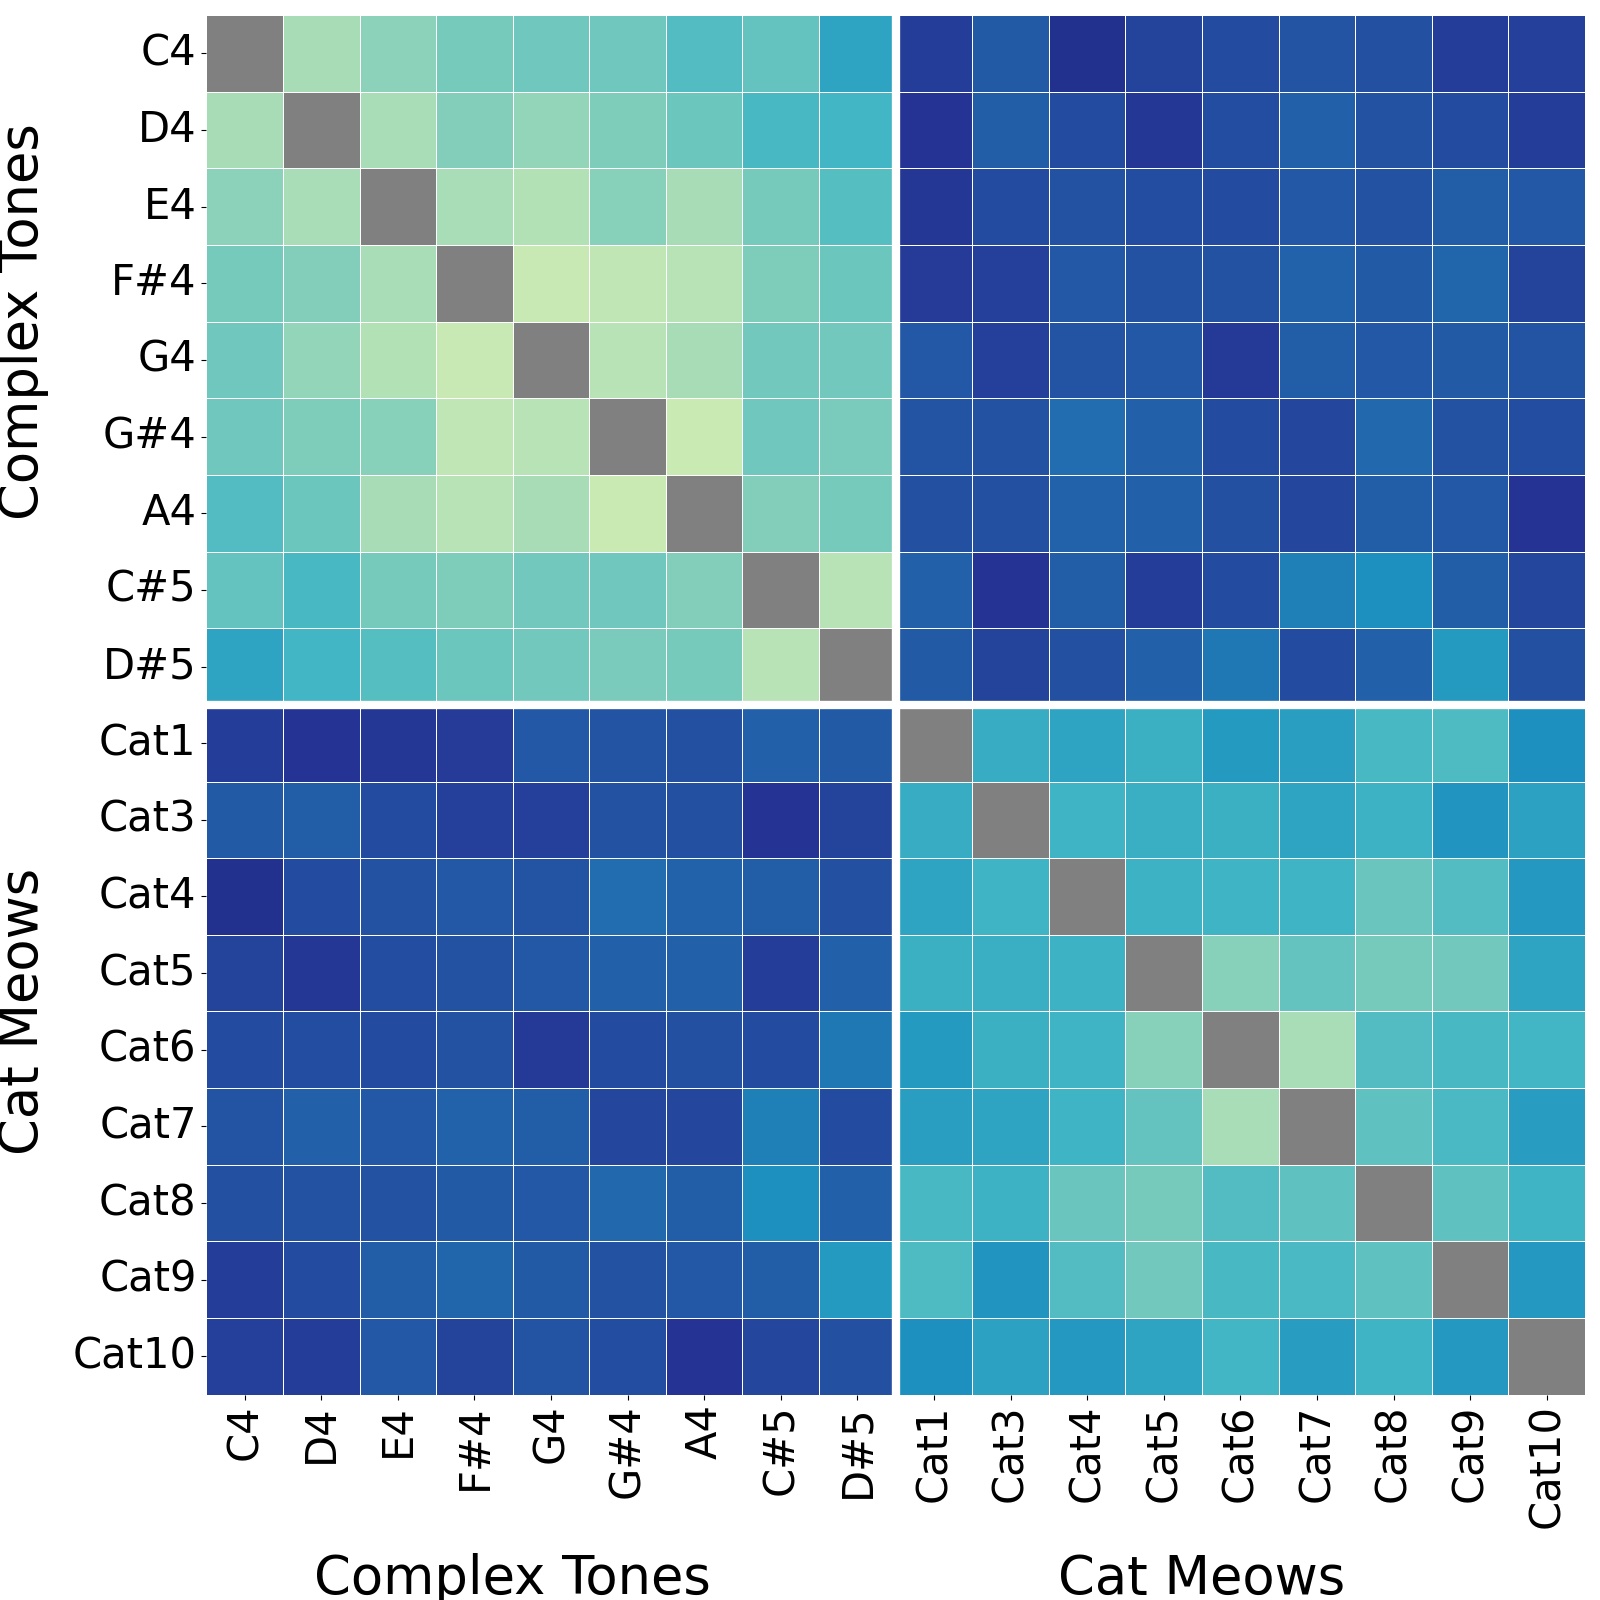 Complex Tones
C4
D4
E4
F#4
G4
G#4
A4
C#5
D#5
Cat Meows
Cat1
Cat3
Cat4
Cat5
Cat6
Cat7
Cat8
Cat9
Cat10
C4 D4 E4 F#4 G4 G#4 A4 C#5 D#5 Cat1 Cat3 Cat4 Cat5 Cat6 Cat7 Cat8 Cat9 Cat10
Complex Tones Cat Meows